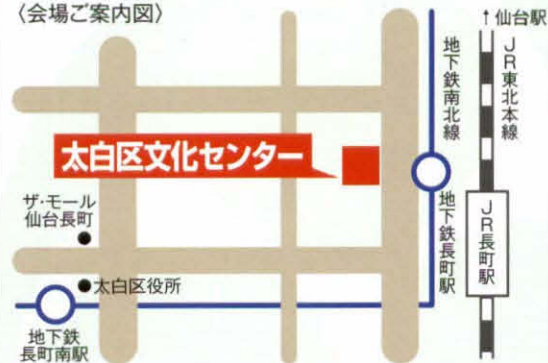 〈会場ご案内図〉
↑仙台駅
地下鉄南北線
JR東北本線
太白区文化センター
ザ・モール
仙台長町
地下鉄長町駅
JR長町駅
太白区役所
地下鉄
長町南駅